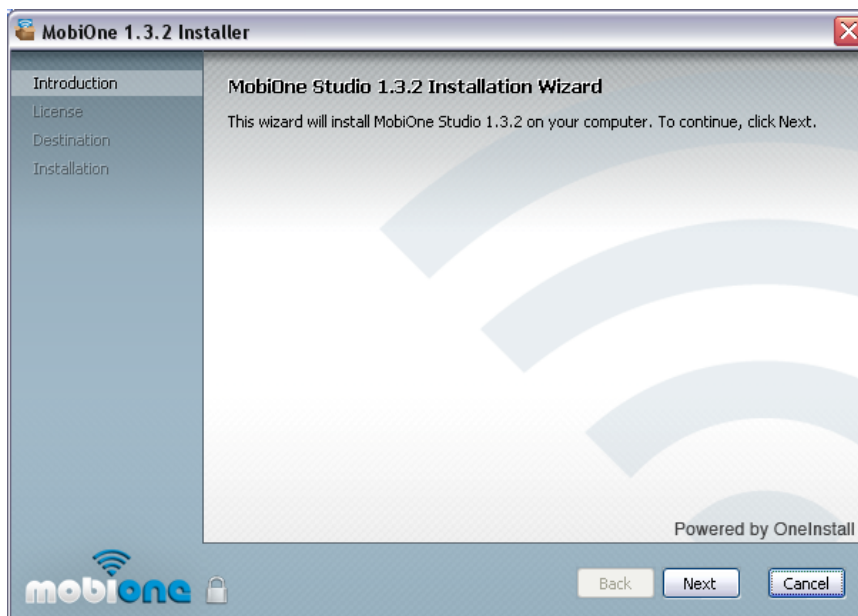 MobiOne 1.3.2 Installer
Introduction
License
Destination
Installation
MobiOne Studio 1.3.2 Installation Wizard
This wizard will install MobiOne Studio 1.3.2 on your computer. To continue, click Next.
Powered by OneInstall
mobione
Back
Next
Cancel